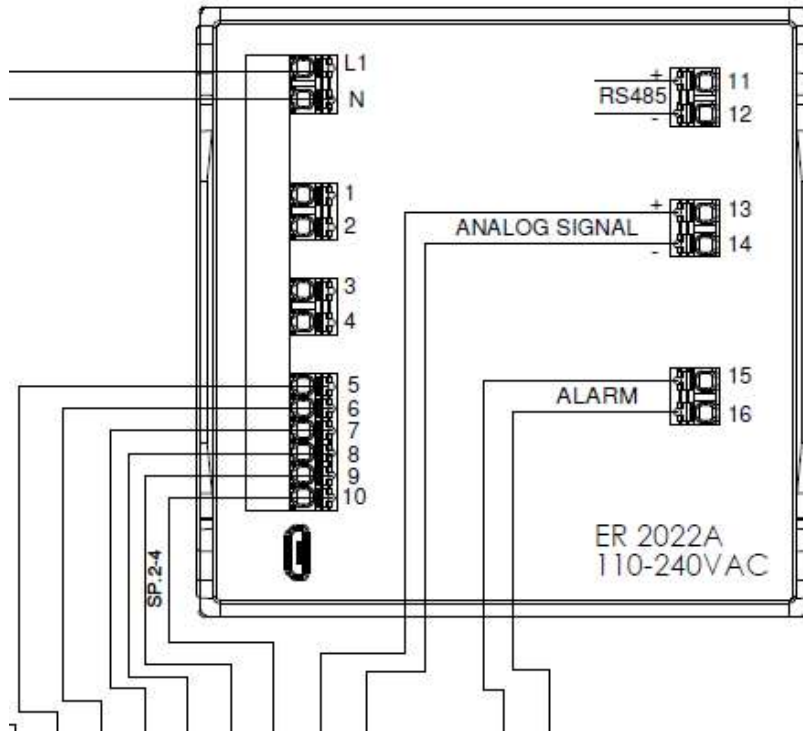 L1
N
1
2
3
4
5
6
7
8
9
10
SP.2-4
+
RS485
-
11
12
+
ANALOG SIGNAL
-
13
14
ALARM
15
16
ER 2022A
110-240VAC